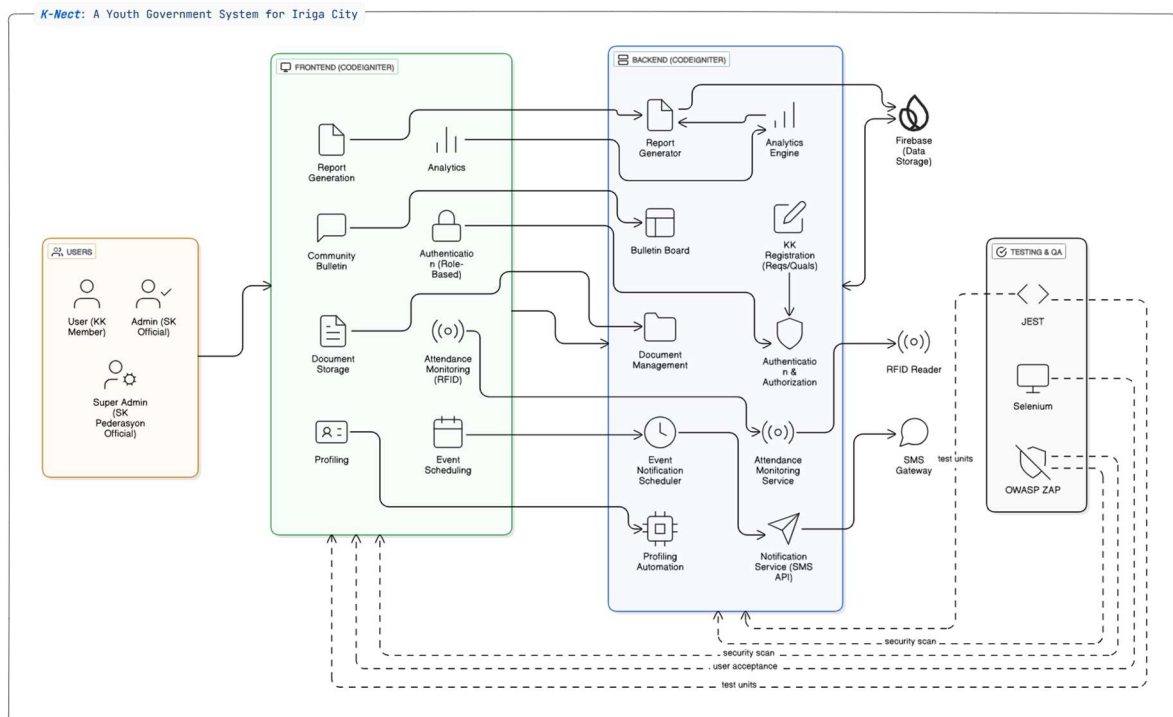 K-Nect: A Youth Government System for Iriga City
USERS
User (KK
Member)
Admin (SK
Official)
Super Admin
(SK
Pederasyon
Official)
FRONTEND (CODEIGNITER)
Report
Generation
Analytics
Community
Bulletin
Authenticatio
n (Role-
Based)
Document
Storage
Attendance
Monitoring
(RFID)
Profiling
Event
Scheduling
BACKEND (CODEIGNITER)
Report
Generator
Analytics
Engine
Bulletin Board
KK
Registration
(Reqs/Quals)
Document
Management
Authenticatio
n &
Authorization
Event
Notification
Scheduler
Attendance
Monitoring
Service
Profiling
Automation
Notification
Service (SMS
API)
Firebase
(Data
Storage)
RFID Reader
SMS
Gateway
TESTING & QA
JEST
Selenium
OWASP ZAP
test units
security scan
security scan
user acceptance
test units